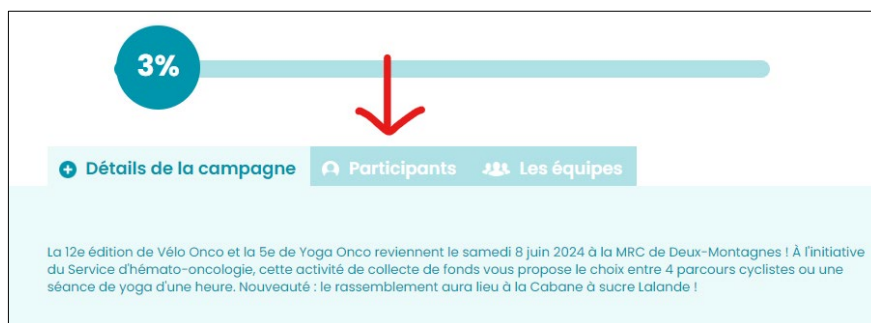 3%
Détails de la campagne Participants Les équipes
La 12e édition de Vélo Onco et la 5e de Yoga Onco reviennent le samedi 8 juin 2024 à la MRC de Deux-Montagnes ! À l'initiative
du Service d'hémato-oncologie, cette activité de collecte de fonds vous propose le choix entre 4 parcours cyclistes ou une
séance de yoga d'une heure. Nouveauté : le rassemblement aura lieu à la Cabane à sucre Lalande !